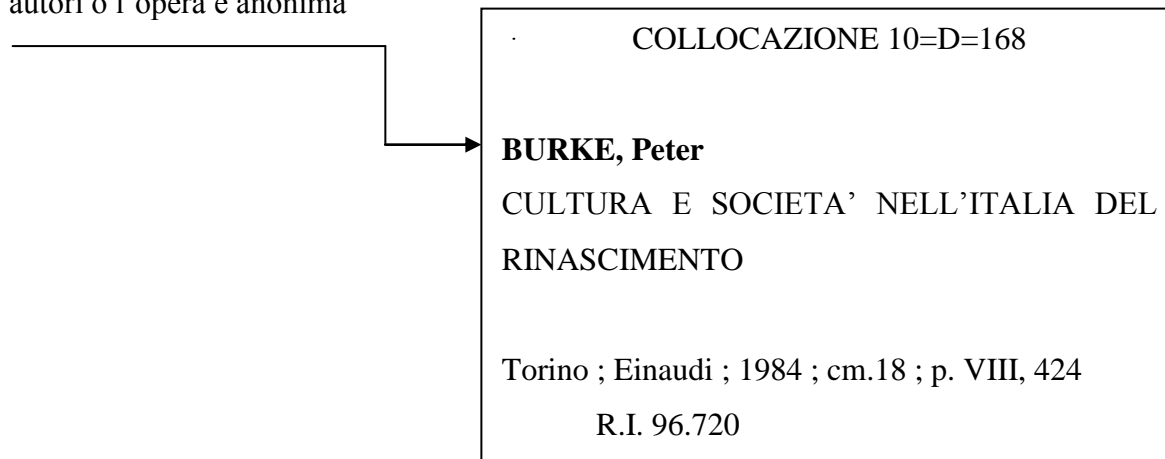 autori o l'opera è anonima
COLLOCAZIONE 10=D=168
BURKE, Peter
CULTURA E SOCIETA' NELL'ITALIA DEL
RINASCIMENTO
Torino ; Einaudi ; 1984 ; cm.18 ; p. VIII, 424
R.I. 96.720